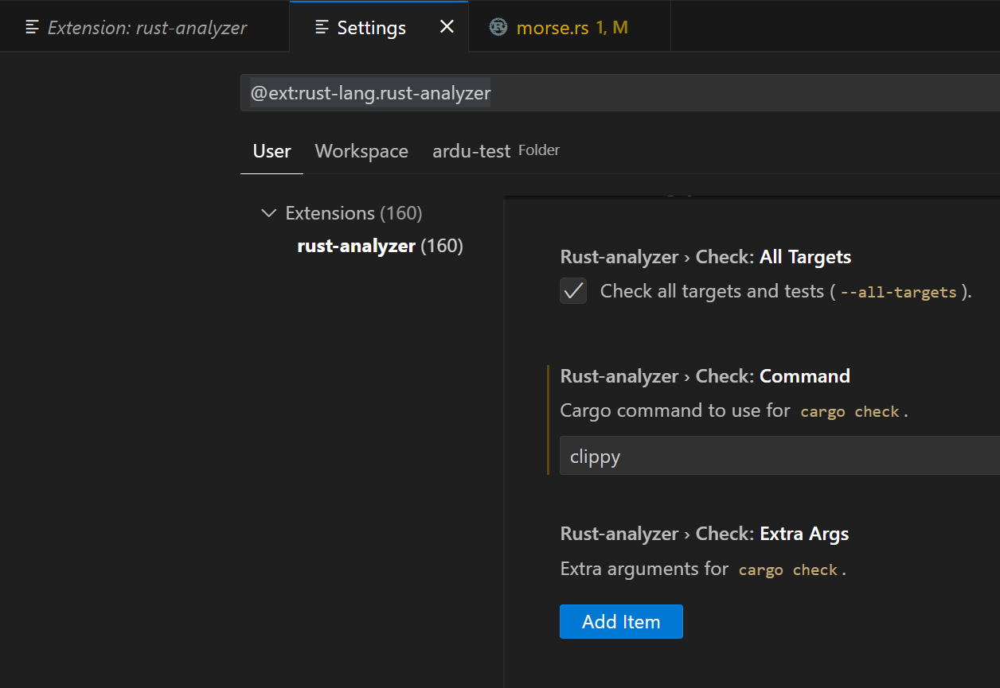 Extension: rust-analyzer Settings morse.rs 1, M
@ext:rust-lang.rust-analyzer
User Workspace ardu-test Folder
Extensions (160)
rust-analyzer (160)
Rust-analyzer › Check: All Targets
Check all targets and tests ( --all-targets ).
Rust-analyzer › Check: Command
Cargo command to use for cargo check .
clippy
Rust-analyzer › Check: Extra Args
Extra arguments for cargo check .
Add Item